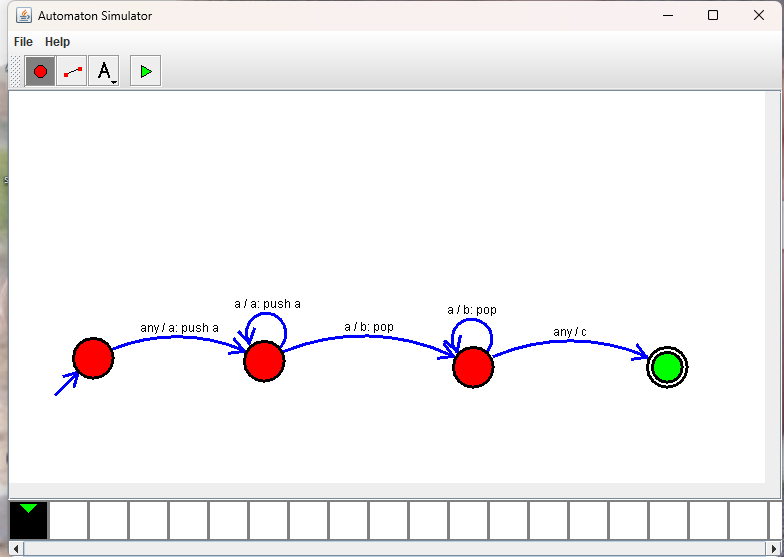 Automaton Simulator
File Help
A
a / a: push a
a / b: pop
any / a: push a
a / b: pop
any / c